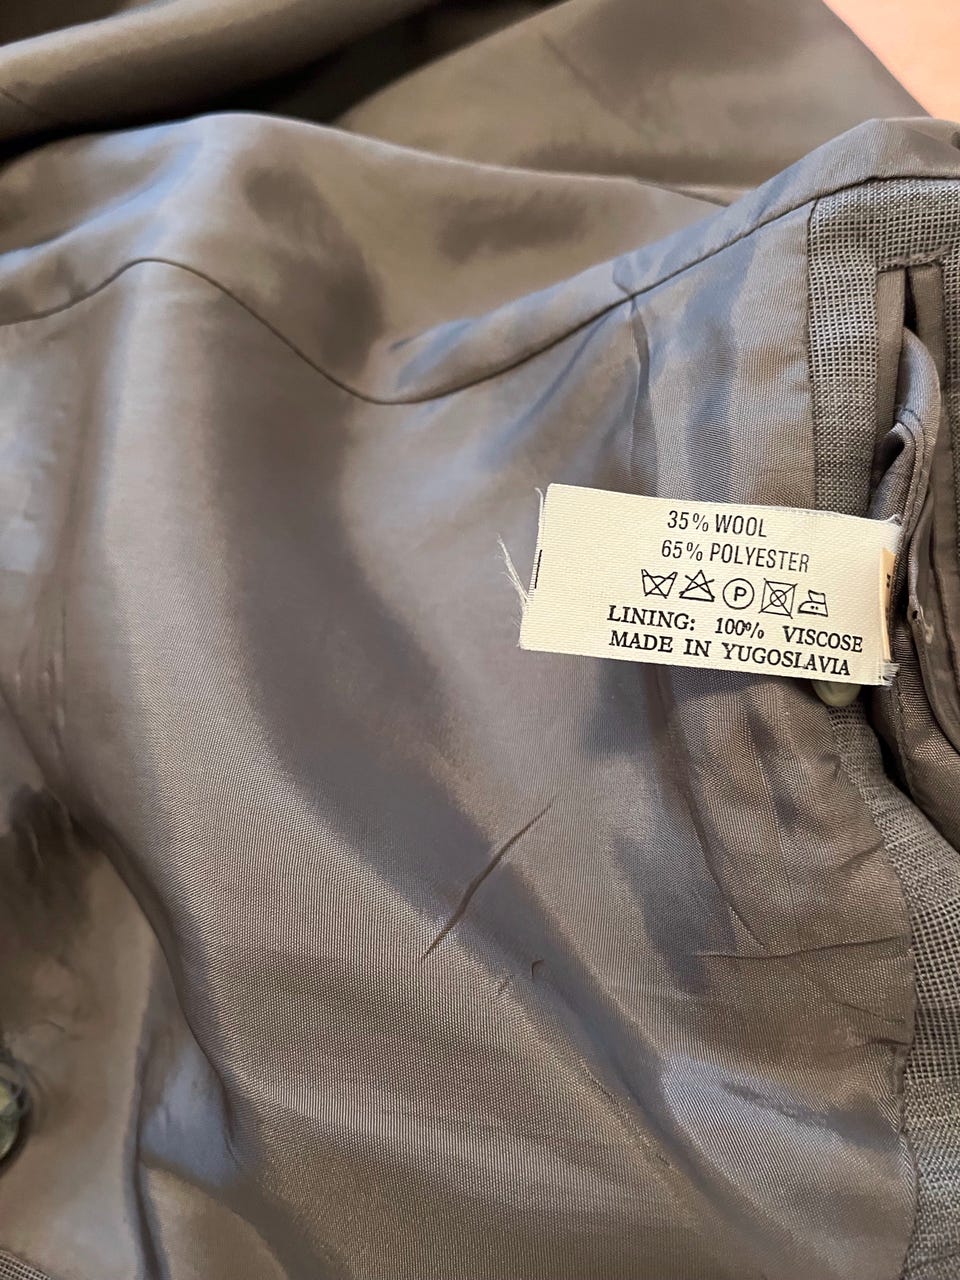 35% WOOL
65% POLYESTER
P
LINING: 100% VISCOSE
MADE IN YUGOSLAVIA